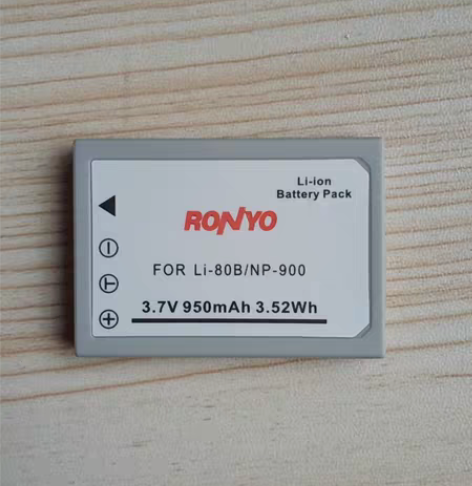 Li-ion
Battery Pack
RONYO
FOR Li-80B/NP-900
3.7V 950mAh 3.52Wh